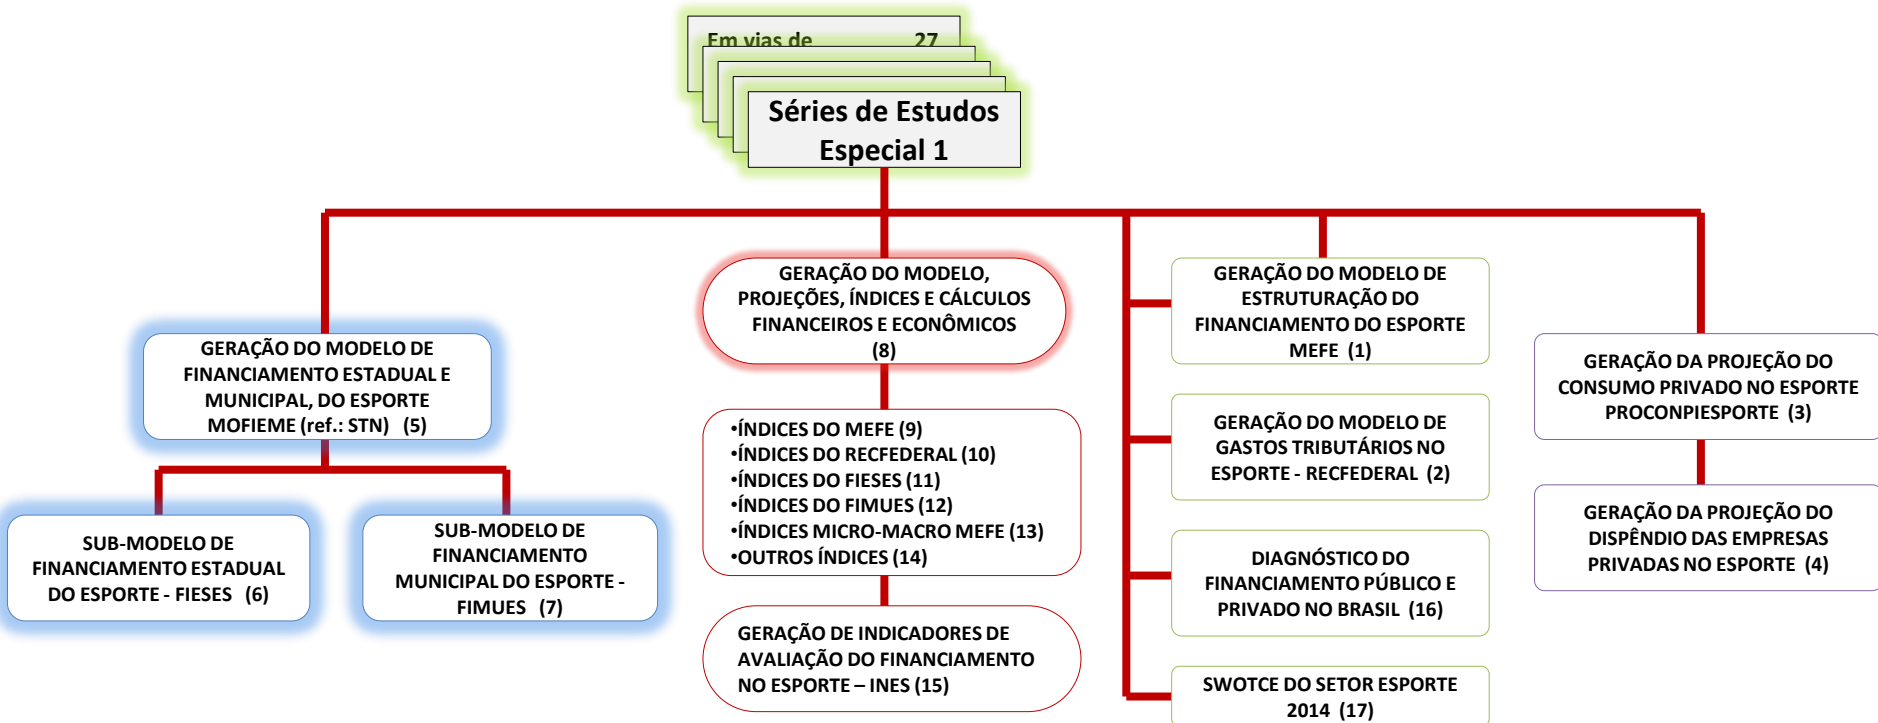 Em vias de 27
Séries de Estudos
Especial 1
GERAÇÃO DO MODELO DE
FINANCIAMENTO ESTADUAL E
MUNICIPAL, DO ESPORTE
MOFIEME (ref.: STN) (5)
SUB-MODELO DE
FINANCIAMENTO ESTADUAL
DO ESPORTE - FIESES (6)
SUB-MODELO DE
FINANCIAMENTO
MUNICIPAL DO ESPORTE -
FIMUES (7)
GERAÇÃO DO MODELO,
PROJEÇÕES, ÍNDICES E CÁLCULOS
FINANCEIROS E ECONÔMICOS
(8)
•ÍNDICES DO MEFE (9)
•ÍNDICES DO RECFEDERAL (10)
•ÍNDICES DO FIESES (11)
•ÍNDICES DO FIMUES (12)
•ÍNDICES MICRO-MACRO MEFE (13)
•OUTROS ÍNDICES (14)
GERAÇÃO DE INDICADORES DE
AVALIAÇÃO DO FINANCIAMENTO
NO ESPORTE – INES (15)
GERAÇÃO DO MODELO DE
ESTRUTURAÇÃO DO
FINANCIAMENTO DO ESPORTE
MEFE (1)
GERAÇÃO DO MODELO DE
GASTOS TRIBUTÁRIOS NO
ESPORTE - RECFEDERAL (2)
DIAGNÓSTICO DO
FINANCIAMENTO PÚBLICO E
PRIVADO NO BRASIL (16)
SWOTCE DO SETOR ESPORTE
2014 (17)
GERAÇÃO DA PROJEÇÃO DO
CONSUMO PRIVADO NO ESPORTE
PROCONPIESPORTE (3)
GERAÇÃO DA PROJEÇÃO DO
DISPÊNDIO DAS EMPRESAS
PRIVADAS NO ESPORTE (4)